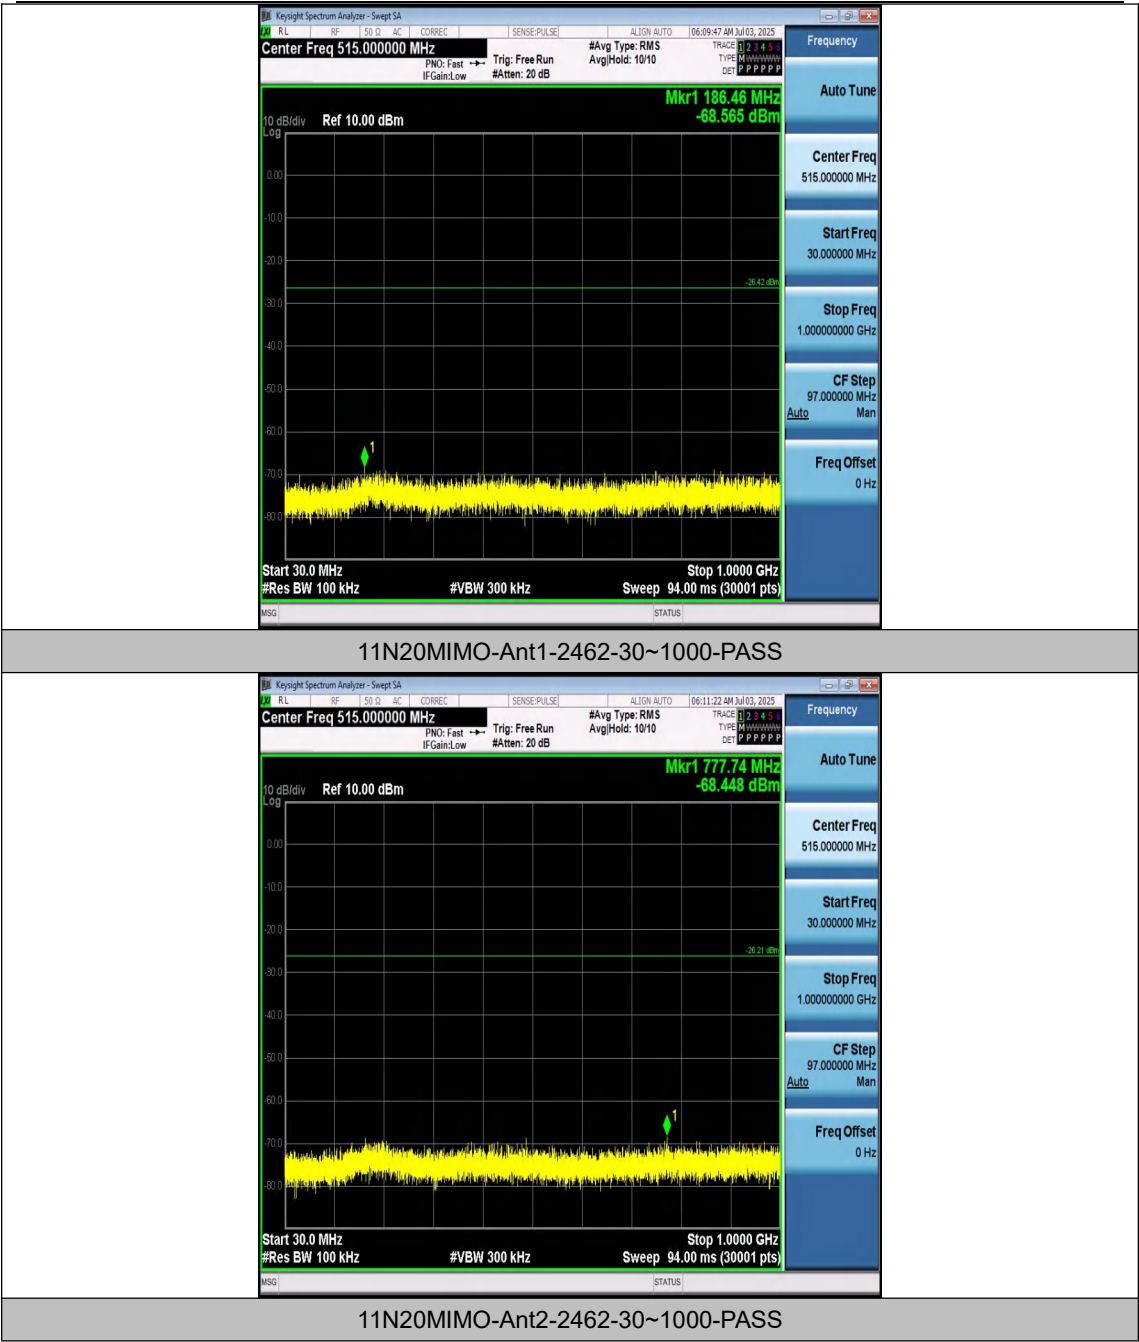 Keysight Spectrum Analyzer - Swept SA
RL RF 50 Ω AC CORREC SENSE:PULSE ALIGN AUTO 06:09:47 AM Jul 03, 2025
Center Freq 515.000000 MHz
PNO: Fast
IFGain:Low
Trig: Free Run
#Atten: 20 dB
#Avg Type: RMS
Avg|Hold: 10/10
TRACE 1 2 3 4 5 6
TYPE M
DET P P P P P P
Mkr1 186.46 MHz
-68.565 dBm
10 dB/div Ref 10.00 dBm
Log
0.00
-10.0
-20.0
-26.42 dBm
-30.0
-40.0
-50.0
-60.0
1
-70.0
-80.0
Start 30.0 MHz Stop 1.0000 GHz
#Res BW 100 kHz #VBW 300 kHz Sweep 94.00 ms (30001 pts)
MSG STATUS
Frequency
Auto Tune
Center Freq
515.000000 MHz
Start Freq
30.000000 MHz
Stop Freq
1.000000000 GHz
CF Step
97.000000 MHz
Auto Man
Freq Offset
0 Hz
11N20MIMO-Ant1-2462-30~1000-PASS
Keysight Spectrum Analyzer - Swept SA
RL RF 50 Ω AC CORREC SENSE:PULSE ALIGN AUTO 06:11:22 AM Jul 03, 2025
Center Freq 515.000000 MHz
PNO: Fast
IFGain:Low
Trig: Free Run
#Atten: 20 dB
#Avg Type: RMS
Avg|Hold: 10/10
TRACE 1 2 3 4 5 6
TYPE M
DET P P P P P P
Mkr1 777.74 MHz
-68.448 dBm
10 dB/div Ref 10.00 dBm
Log
0.00
-10.0
-20.0
-26.21 dBm
-30.0
-40.0
-50.0
-60.0
1
-70.0
-80.0
Start 30.0 MHz Stop 1.0000 GHz
#Res BW 100 kHz #VBW 300 kHz Sweep 94.00 ms (30001 pts)
MSG STATUS
Frequency
Auto Tune
Center Freq
515.000000 MHz
Start Freq
30.000000 MHz
Stop Freq
1.000000000 GHz
CF Step
97.000000 MHz
Auto Man
Freq Offset
0 Hz
11N20MIMO-Ant2-2462-30~1000-PASS